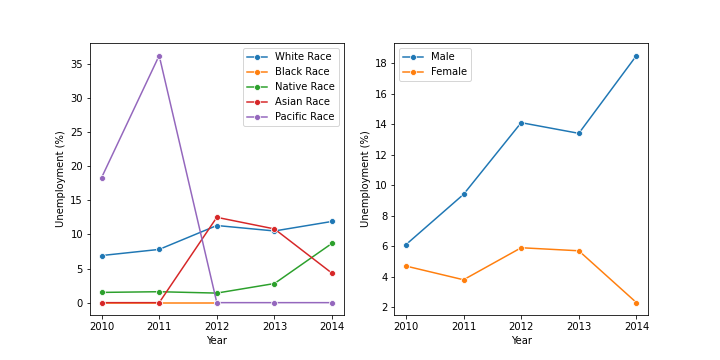 Unemployment (%)
35
30
25
20
15
10
5
0
2010 2011 2012 2013 2014
Year
White Race
Black Race
Native Race
Asian Race
Pacific Race
Unemployment (%)
18
16
14
12
10
8
6
4
2
2010 2011 2012 2013 2014
Year
Male
Female